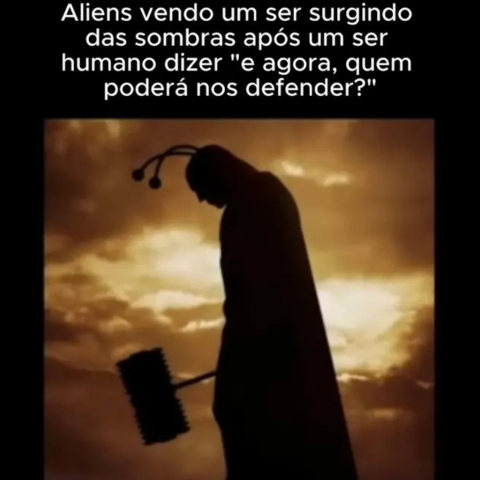 Aliens vendo um ser surgindo
das sombras após um ser
humano dizer "e agora, quem
poderá nos defender?"